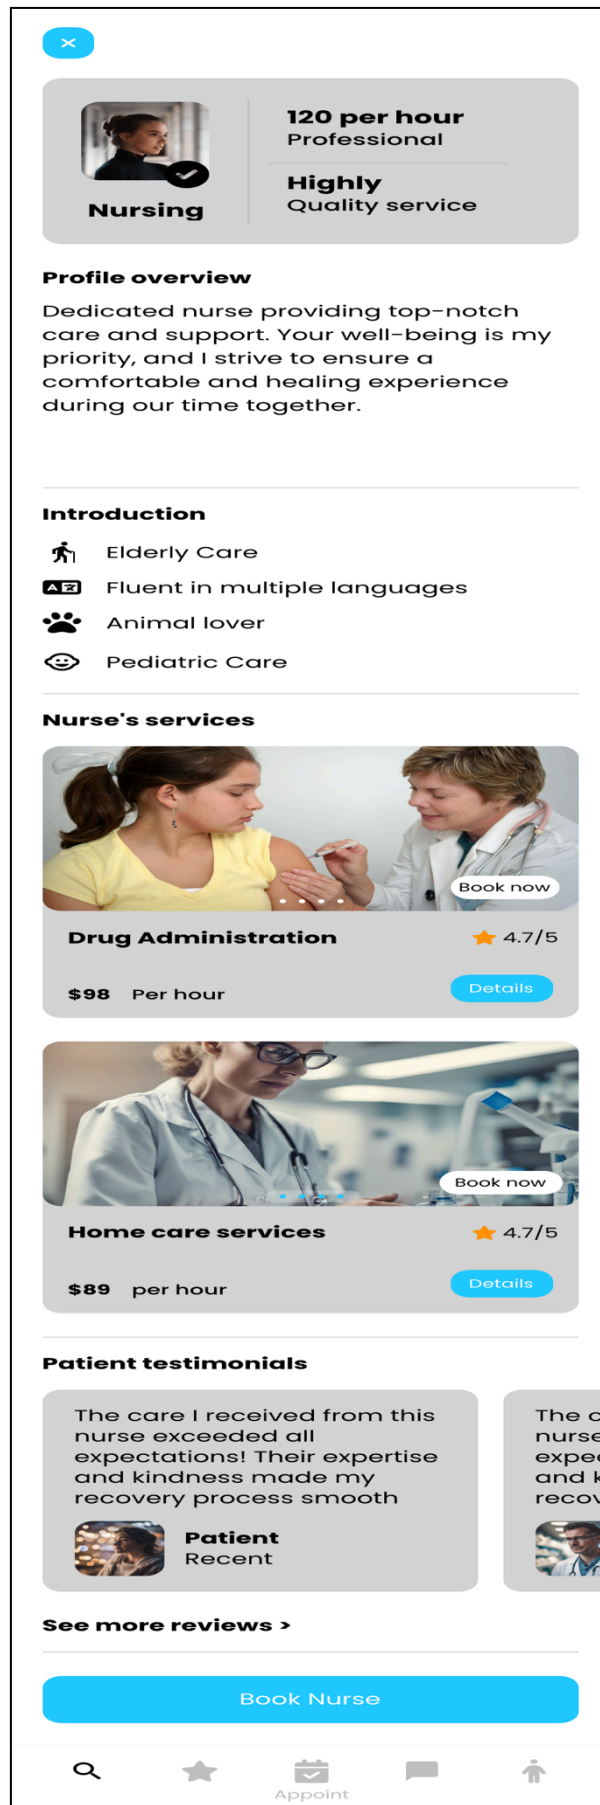 120 per hour
Professional
Highly
Quality service
Nursing
Profile overview
Dedicated nurse providing top-notch
care and support. Your well-being is my
priority, and I strive to ensure a
comfortable and healing experience
during our time together.
Introduction
Elderly Care
Fluent in multiple languages
Animal lover
Pediatric Care
Nurse's services
Book now
Drug Administration
4.7/5
$98 Per hour
Details
Book now
Home care services
4.7/5
$89 per hour
Details
Patient testimonials
The care I received from this
nurse exceeded all
expectations! Their expertise
and kindness made my
recovery process smooth
Patient
Recent
The c
nurse
expec
and k
recov
See more reviews >
Book Nurse
Appoint